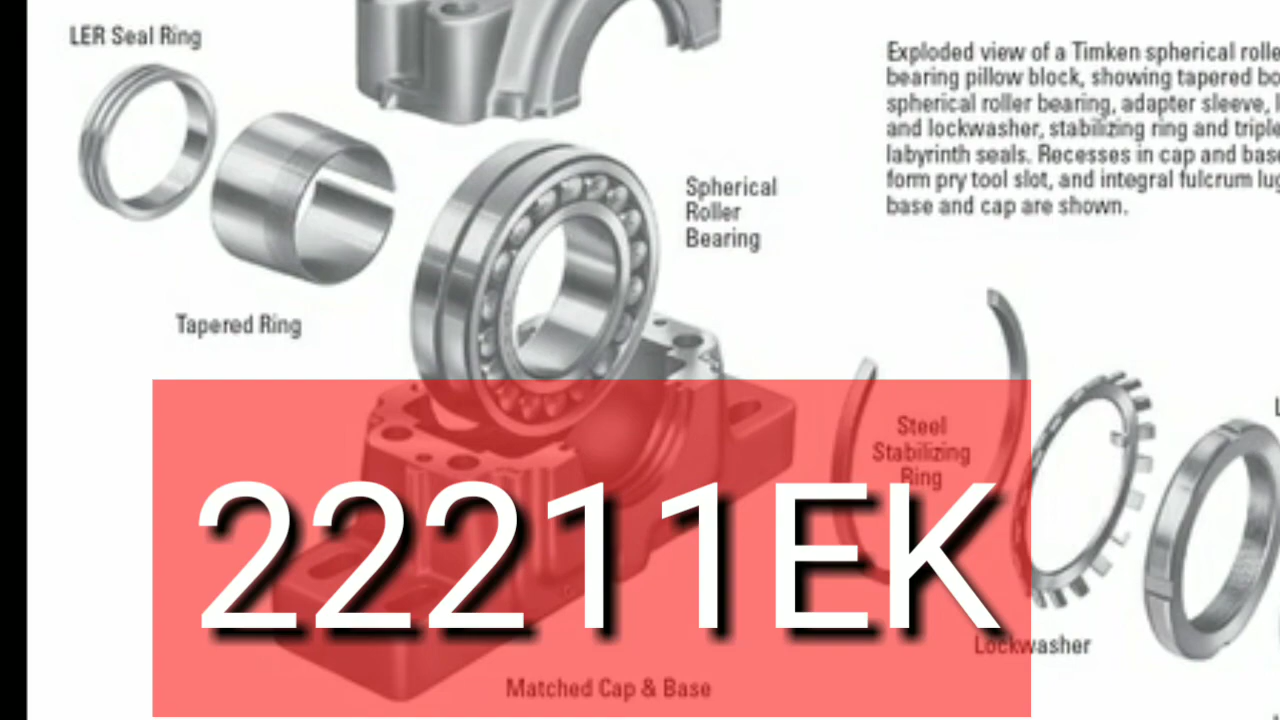 LER Seal Ring
Exploded view of a Timken spherical rolle
bearing pillow block, showing tapered bo
spherical roller bearing, adapter sleeve, l
and lockwasher, stabilizing ring and triple
labyrinth seals. Recesses in cap and base
form pry tool slot, and integral fulcrum lug
base and cap are shown.
Spherical
Roller
Bearing
Tapered Ring
Steel
Stabilizing
Ring
22211EK
Lockwasher
Matched Cap & Base